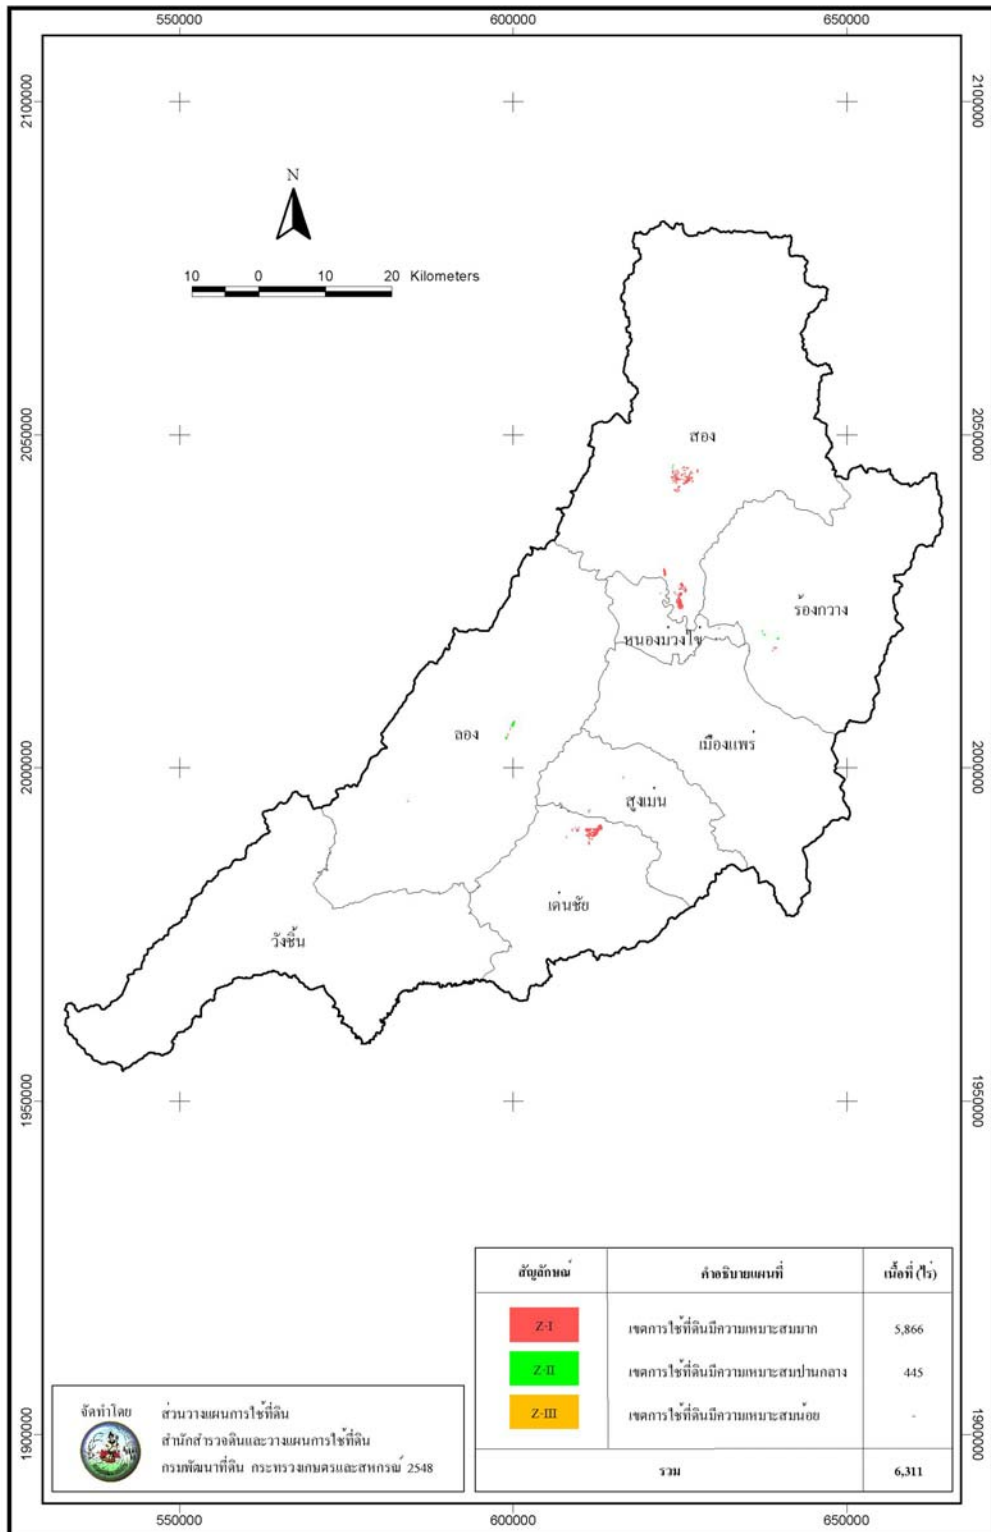 550000 600000 650000
2100000 2100000
N
10 0 10 20 Kilometers
2050000 2050000
สอง
ร้องกวาง
หนองม่วงไข่
ลอง
เมืองแพร่
2000000 2000000
สูงเม่น
เด่นชัย
วังชิ้น
1950000 1950000
สัญลักษณ์ คำอธิบายแผนที่ เนื้อที่ (ไร่)
Z-I เขตการใช้ที่ดินมีความเหมาะสมมาก 5,866
Z-II เขตการใช้ที่ดินมีความเหมาะสมปานกลาง 445
Z-III เขตการใช้ที่ดินมีความเหมาะสมน้อย -
รวม 6,311
จัดทำโดย ส่วนวางแผนการใช้ที่ดิน
สำนักสำรวจดินและวางแผนการใช้ที่ดิน
กรมพัฒนาที่ดิน กระทรวงเกษตรและสหกรณ์ 2548
1900000 1900000
550000 600000 650000